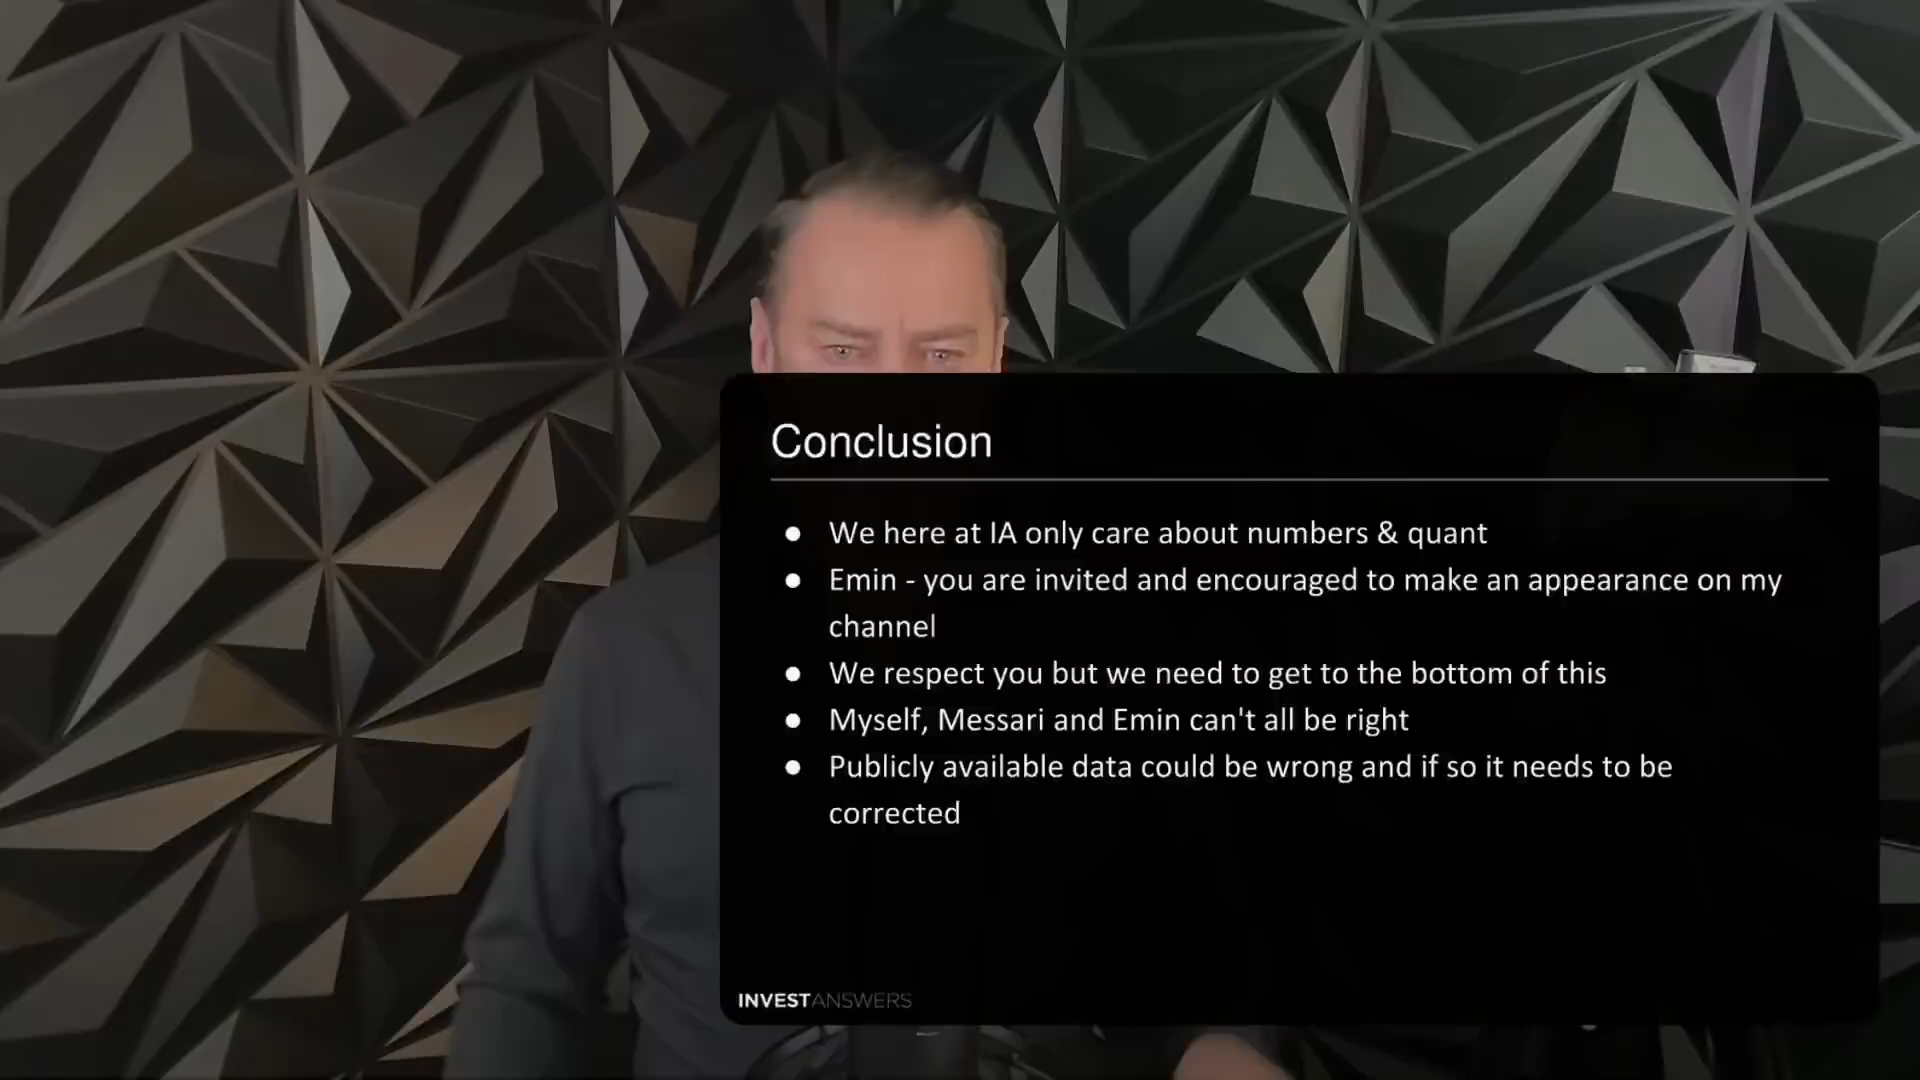 Conclusion
● We here at IA only care about numbers & quant
● Emin - you are invited and encouraged to make an appearance on my
channel
● We respect you but we need to get to the bottom of this
● Myself, Messari and Emin can't all be right
● Publicly available data could be wrong and if so it needs to be
corrected
INVESTANSWERS